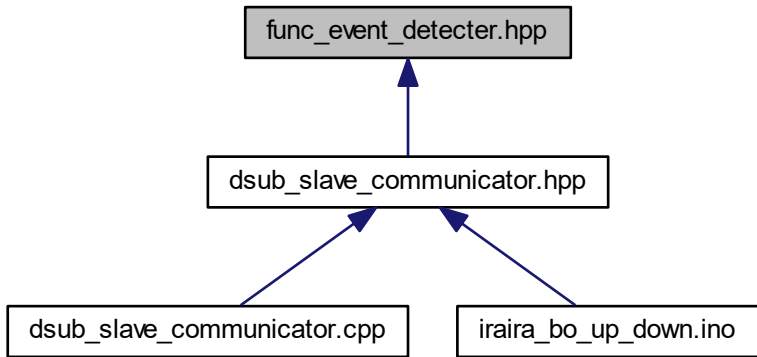 func_event_detecter.hpp
dsub_slave_communicator.hpp
dsub_slave_communicator.cpp
iraira_bo_up_down.ino